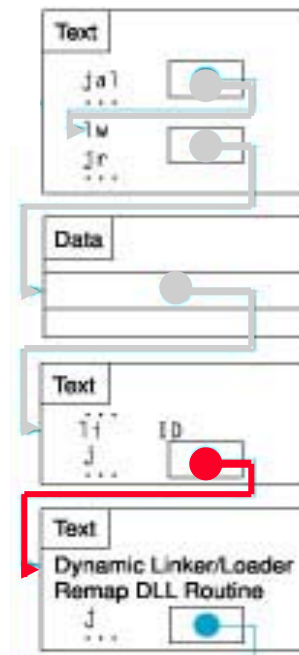 Text
jal
...
lw
jr
...
Data
Text
...
li ID
j
...
Text
Dynamic Linker/Loader
Remap DLL Routine
j
...